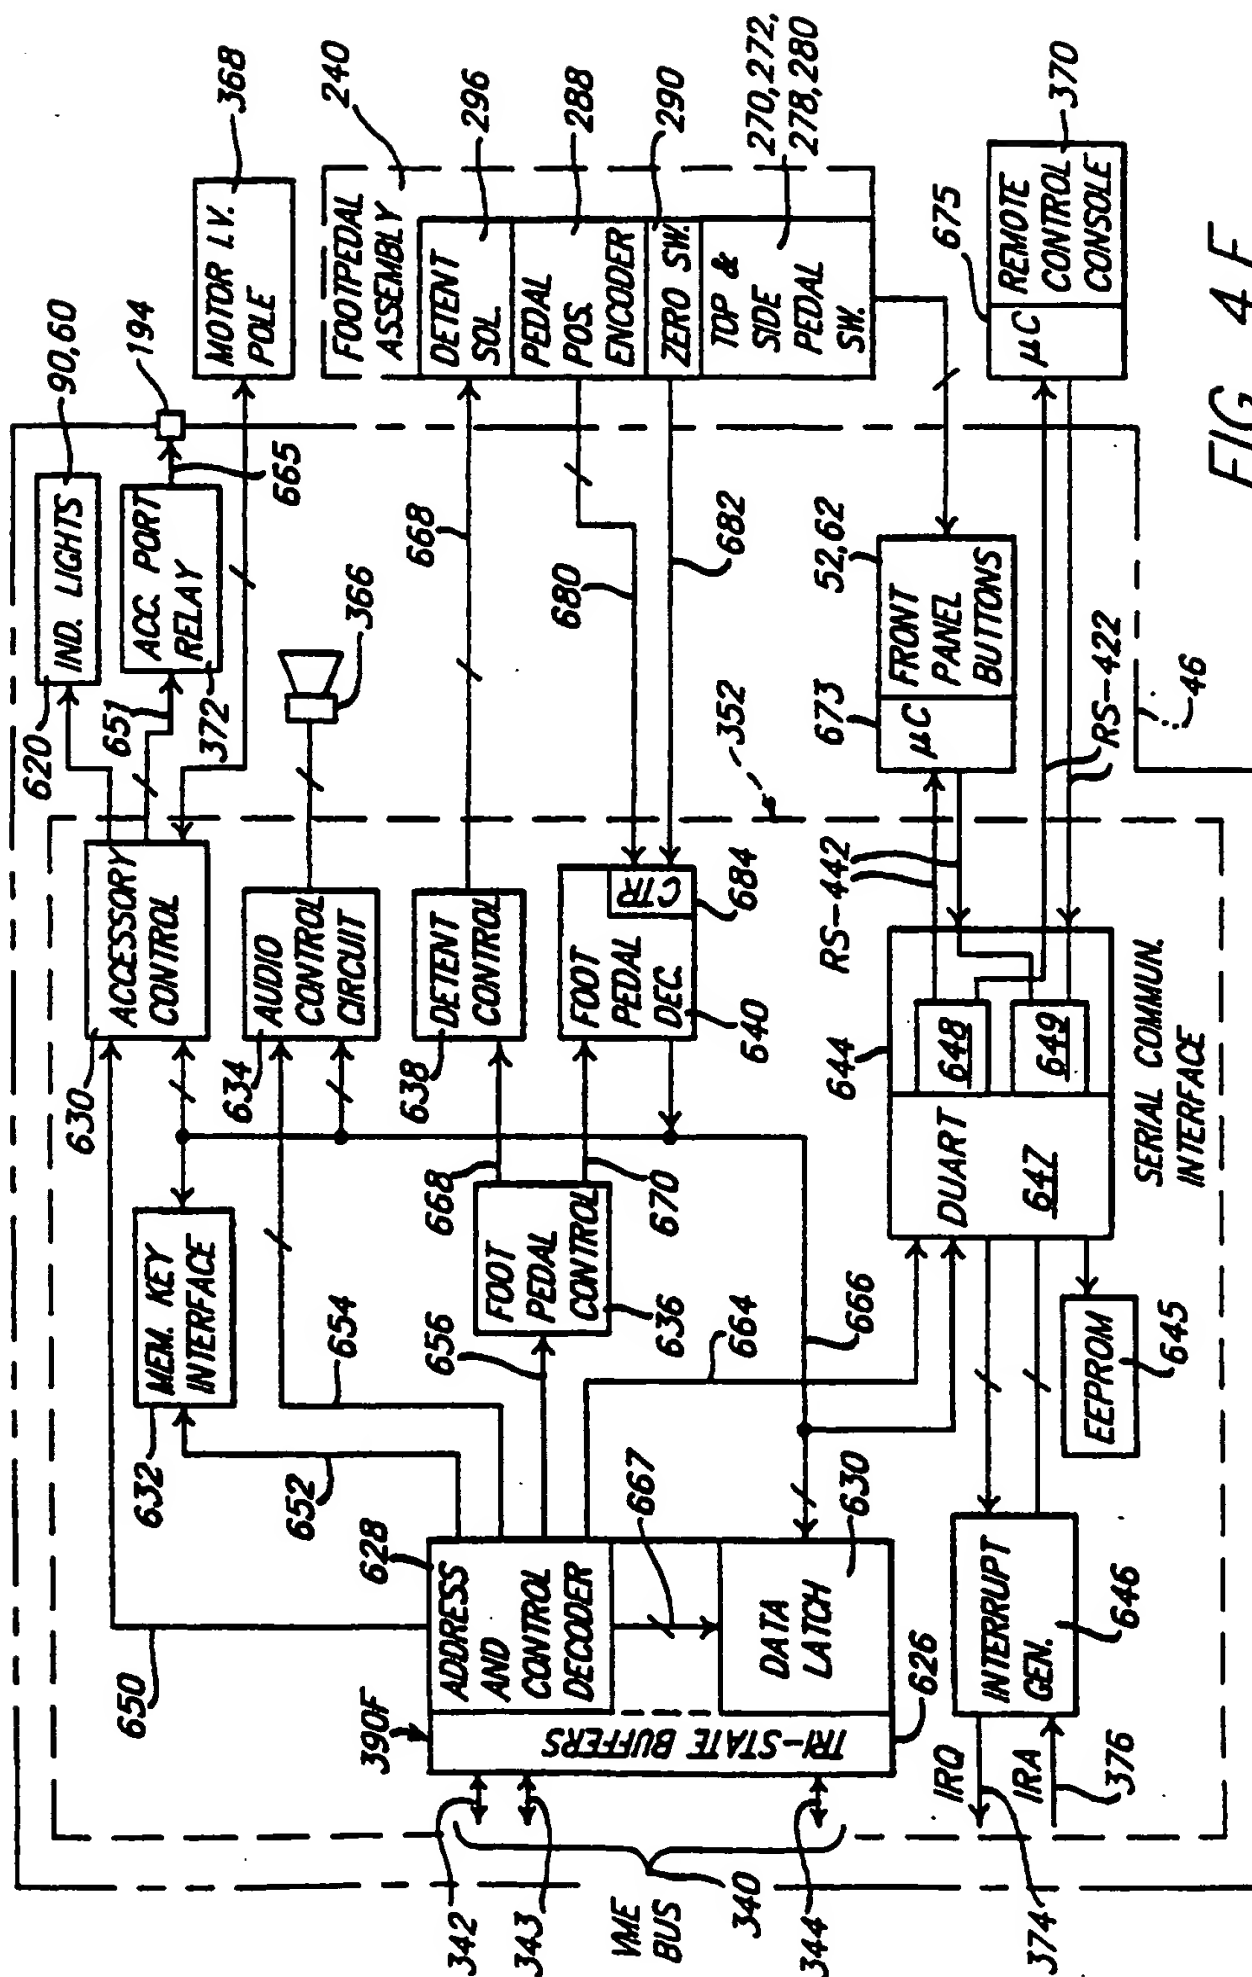 90,60
194
368
MOTOR I.V.
POLE
240
FOOTPEDAL
ASSEMBLY
296
DETENT
SOL.
288
PEDAL
POS.
ENCODER
290
ZERO SW.
270,272,
278,280
TOP &
SIDE
PEDAL
SW.
675
370
µC
REMOTE
CONTROL
CONSOLE
620
IND. LIGHTS
651
ACC. PORT
RELAY
665
372
366
668
680
682
352
673
52,62
µC
FRONT
PANEL
BUTTONS
RS-422
46
RS-442
630
ACCESSORY
CONTROL
634
AUDIO
CONTROL
CIRCUIT
638
DETENT
CONTROL
FOOT
PEDAL
DEC.
CTR
684
640
644
648
649
DUART
647
SERIAL COMMUN.
INTERFACE
632
MEM. KEY
INTERFACE
652
654
656
668
670
FOOT
PEDAL
CONTROL
636
664
666
EEPROM
645
650
628
ADDRESS
AND
CONTROL
DECODER
667
630
DATA
LATCH
390F
TRI-STATE BUFFERS
626
INTERRUPT
GEN.
646
IRQ
IRA
376
374
342
343
344
VME
BUS
340
FIG. 4F